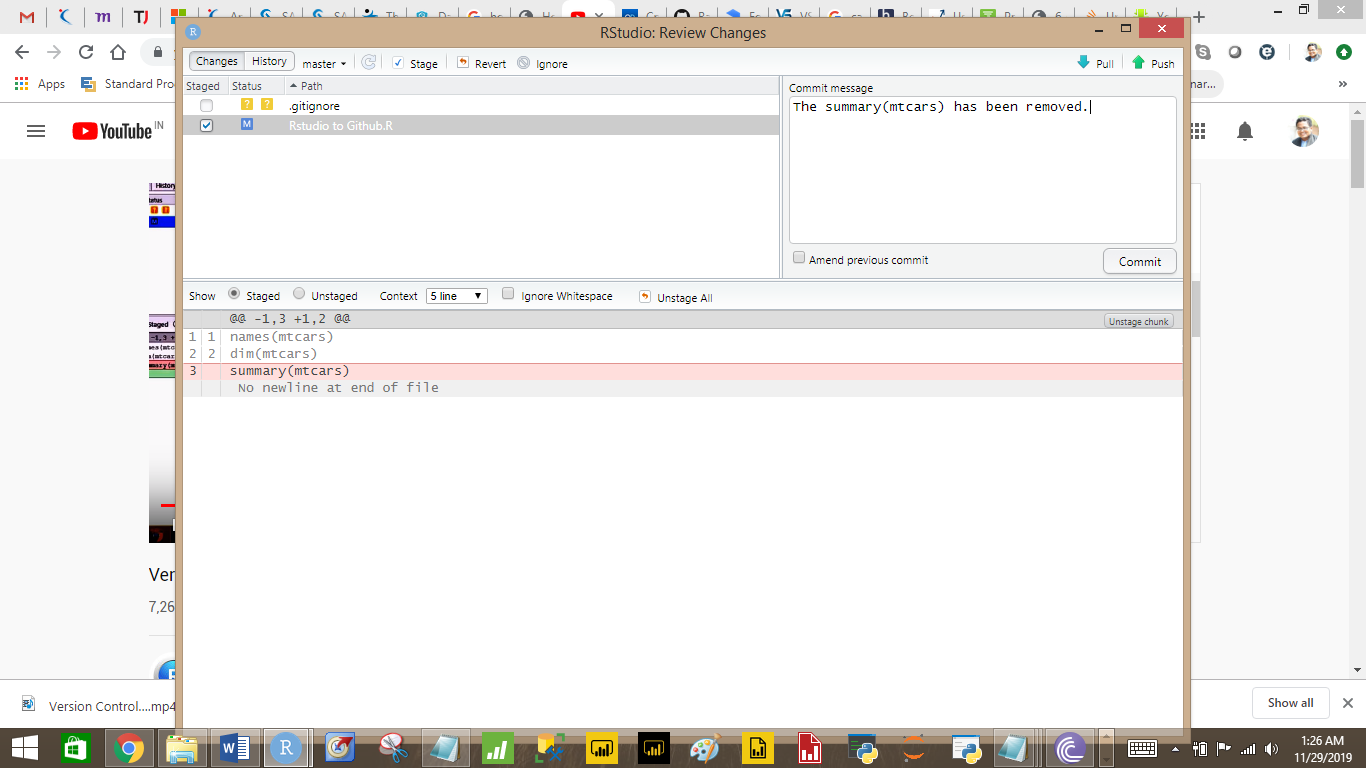 RStudio: Review Changes
Changes History master Stage Revert Ignore Pull Push
Apps Standard Pro
nar...
YouTube IN
Staged Status Path
.gitignore
M Rstudio to Github.R
Commit message
The summary(mtcars) has been removed.
Amend previous commit
Commit
Show Staged Unstaged Context 5 line Ignore Whitespace Unstage All
@@ -1,3 +1,2 @@ Unstage chunk
1 1 names(mtcars)
2 2 dim(mtcars)
3 summary(mtcars)
No newline at end of file
Ver
7,26
Version Control....mp4
Show all
1:26 AM
11/29/2019